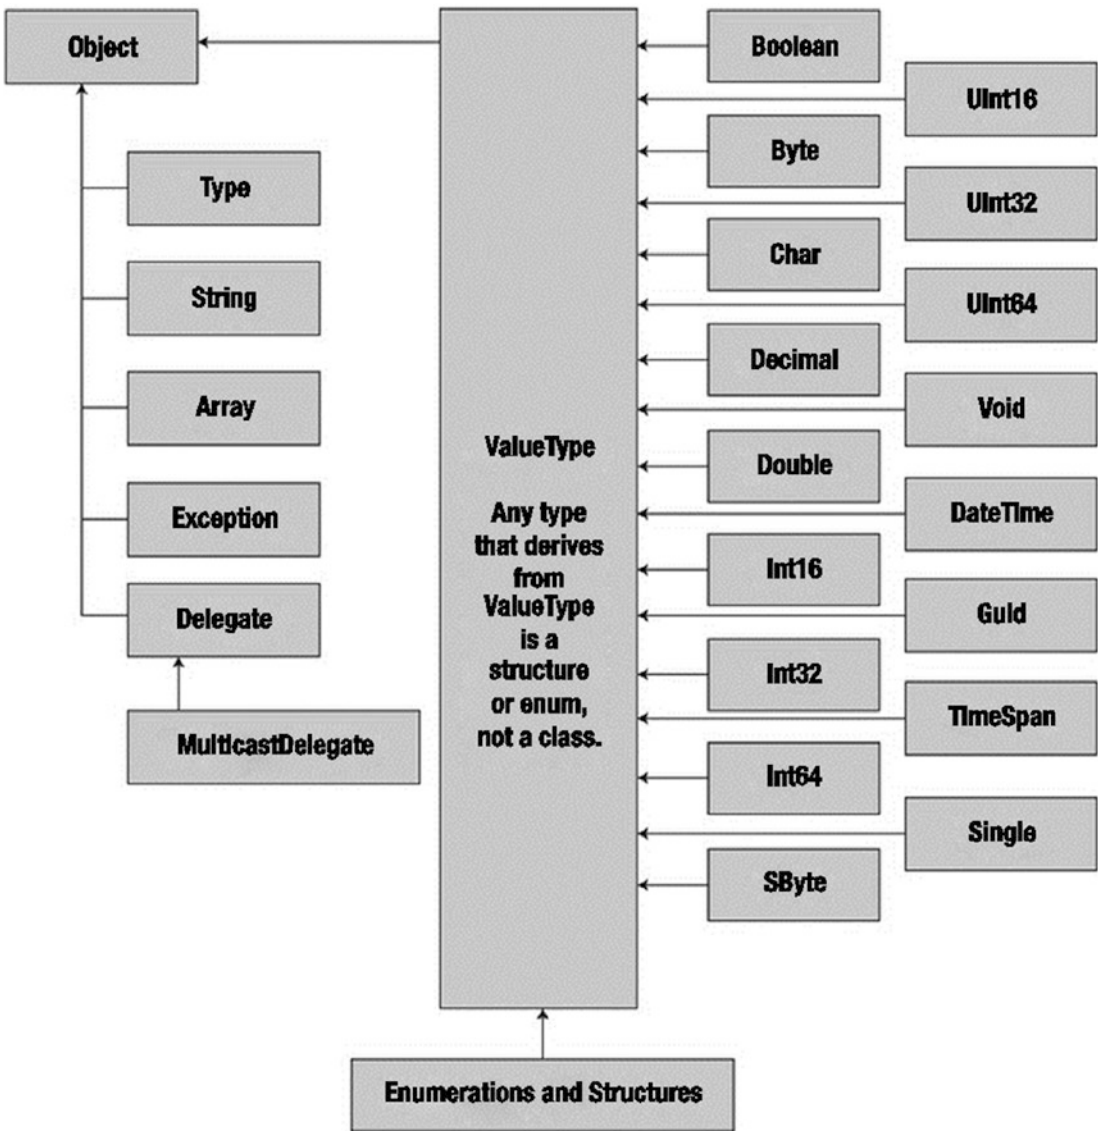 Object
Type
String
Array
Exception
Delegate
MulticastDelegate
ValueType
Any type
that derives
from
ValueType
is a
structure
or enum,
not a class.
Boolean
UInt16
Byte
UInt32
Char
UInt64
Decimal
Void
Double
DateTime
Int16
Guid
Int32
TimeSpan
Int64
Single
SByte
Enumerations and Structures